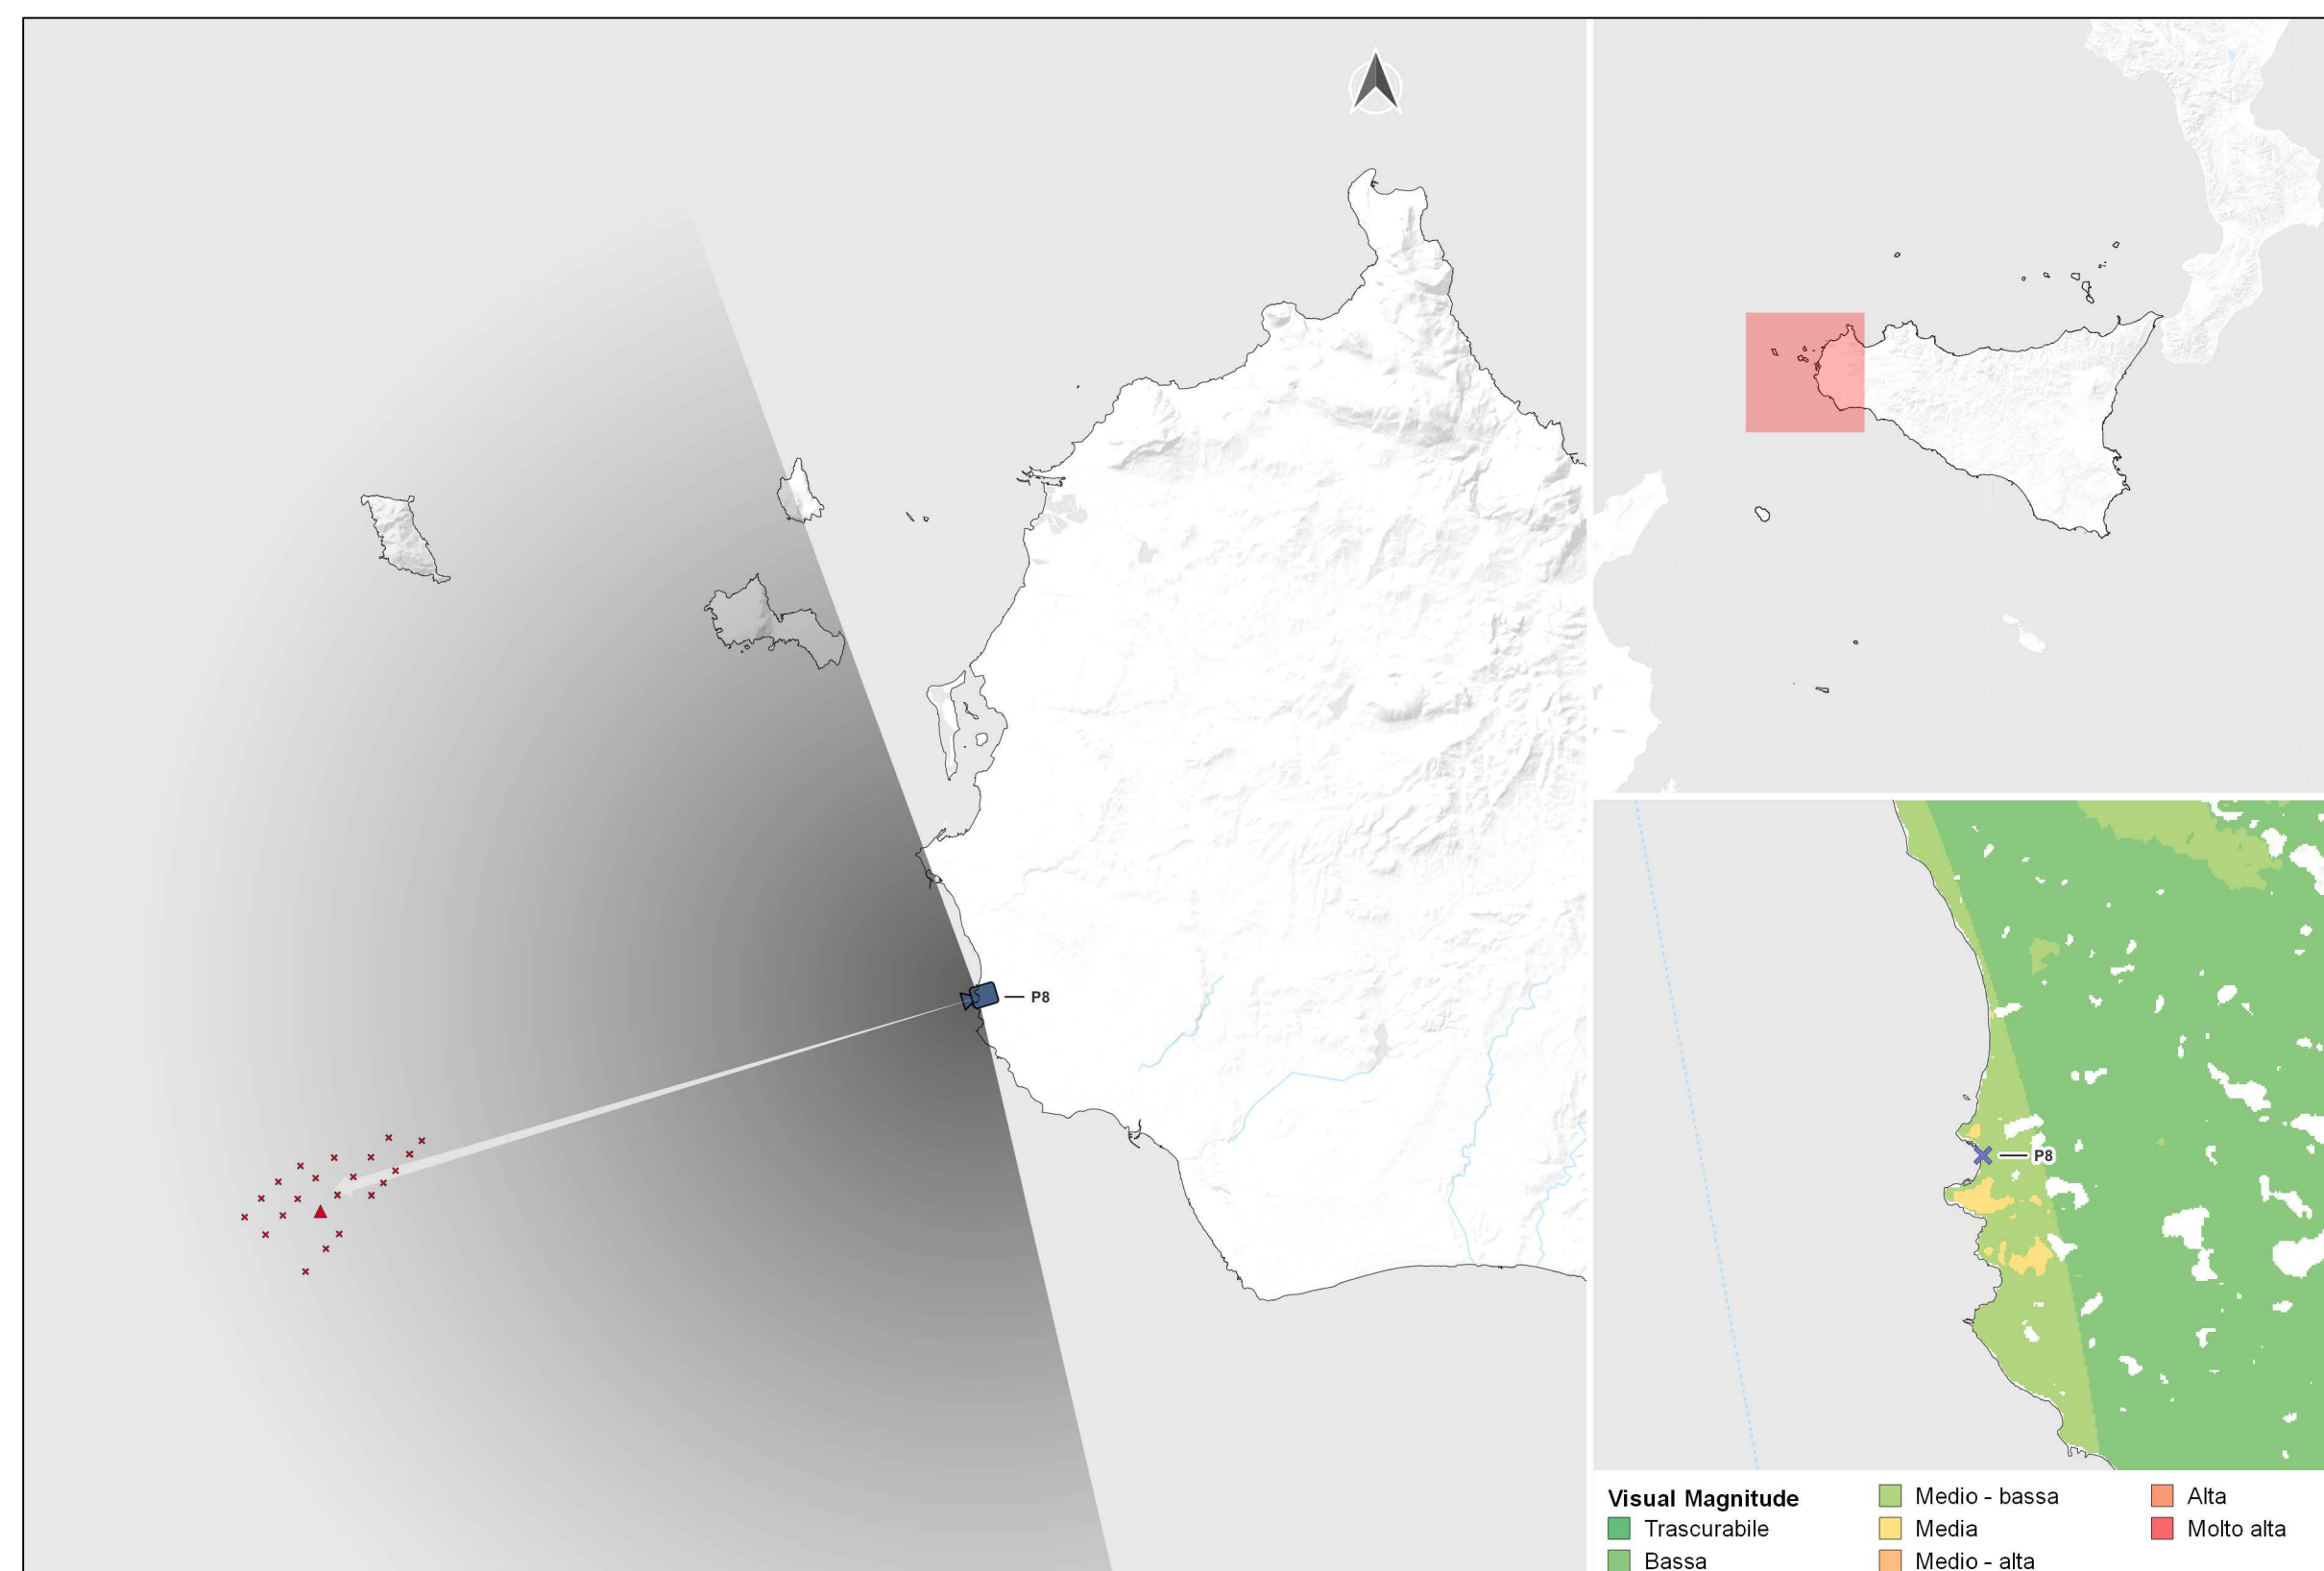 P8
P8
Visual Magnitude
Trascurabile
Bassa
Medio - bassa
Media
Medio - alta
Alta
Molto alta